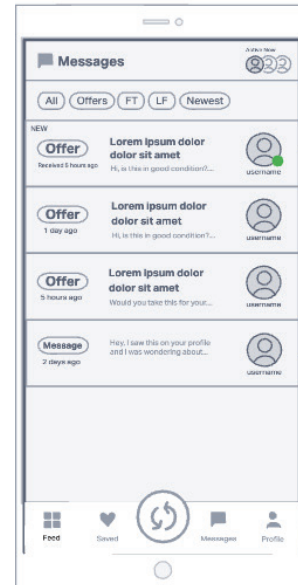 Active Now
Messages
All Offers FT LF Newest
NEW
Offer
Received 5 hours ago
Lorem Ipsum dolor
dolor sit amet
Hi, is this in good condition?...
username
Offer
1 day ago
Lorem Ipsum dolor
dolor sit amet
Hi, is this in good condition?...
username
Offer
5 hours ago
Lorem Ipsum dolor
dolor sit amet
Would you take this for your...
username
Message
2 days ago
Hey, I saw this on your profile
and I was wondering about...
username
Feed Saved Messages Profile